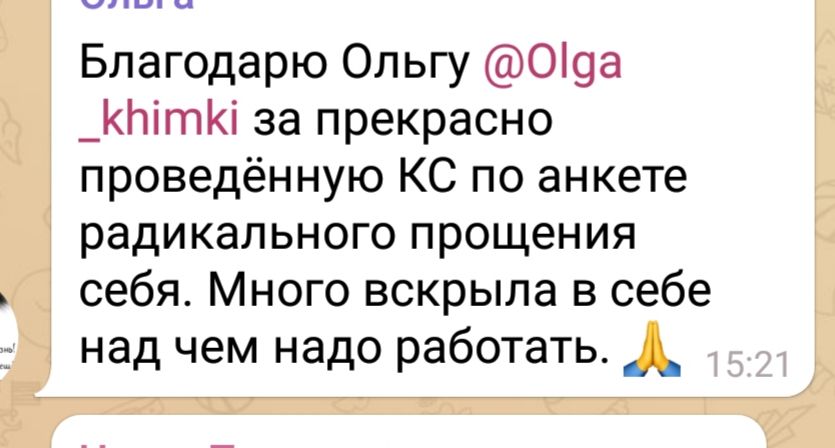 Ольга
Благодарю Ольгу @Olga
_khimki за прекрасно
проведённую КС по анкете
радикального прощения
себя. Много вскрыла в себе
над чем надо работать. 🙏 15:21